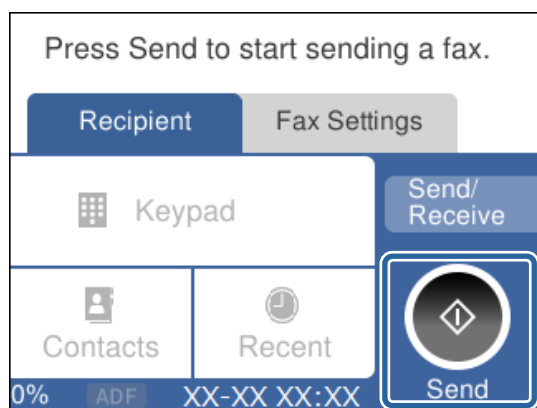 Press Send to start sending a fax.
Recipient
Fax Settings
Keypad
Send/
Receive
Contacts
Recent
Send
0%
ADF
XX-XX XX:XX